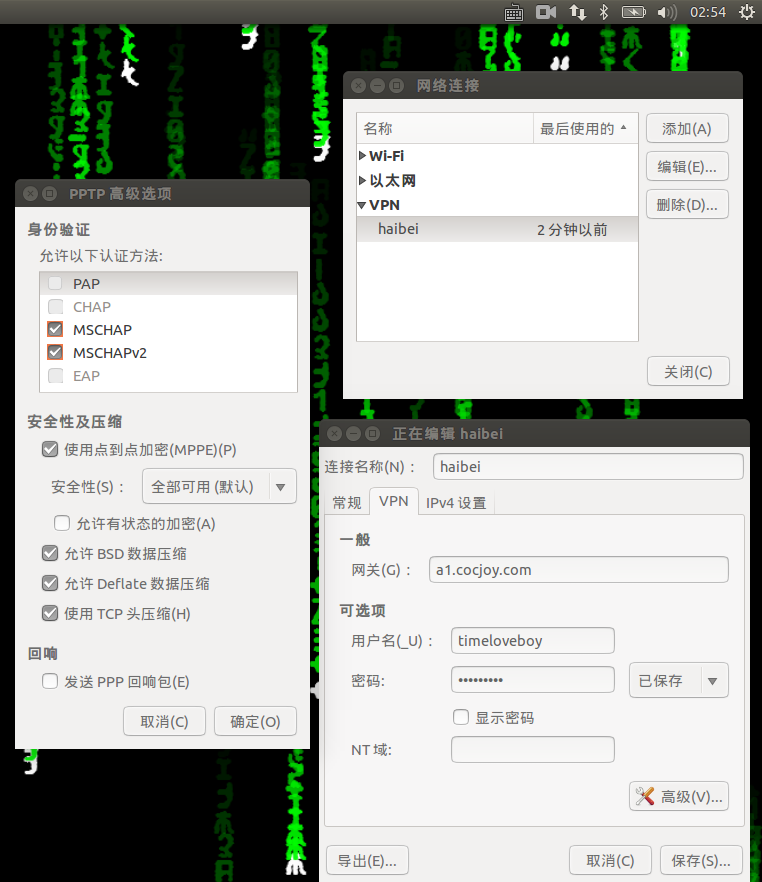 02:54
网络连接
名称 最后使用的
Wi-Fi
以太网
VPN
haibei 2 分钟以前
添加(A)
编辑(E)...
删除(D)...
关闭(C)
PPTP 高级选项
身份验证
允许以下认证方法:
PAP
CHAP
MSCHAP
MSCHAPv2
EAP
安全性及压缩
使用点到点加密(MPPE)(P)
安全性(S)： 全部可用 (默认)
允许有状态的加密(A)
允许 BSD 数据压缩
允许 Deflate 数据压缩
使用 TCP 头压缩(H)
回响
发送 PPP 回响包(E)
取消(C) 确定(O)
正在编辑 haibei
连接名称(N)： haibei
常规 VPN IPv4 设置
一般
网关(G)： a1.cocjoy.com
可选项
用户名(_U)： timeloveboy
密码: ••••••••• 已保存
显示密码
NT 域:
高级(V)...
导出(E)... 取消(C) 保存(S)...